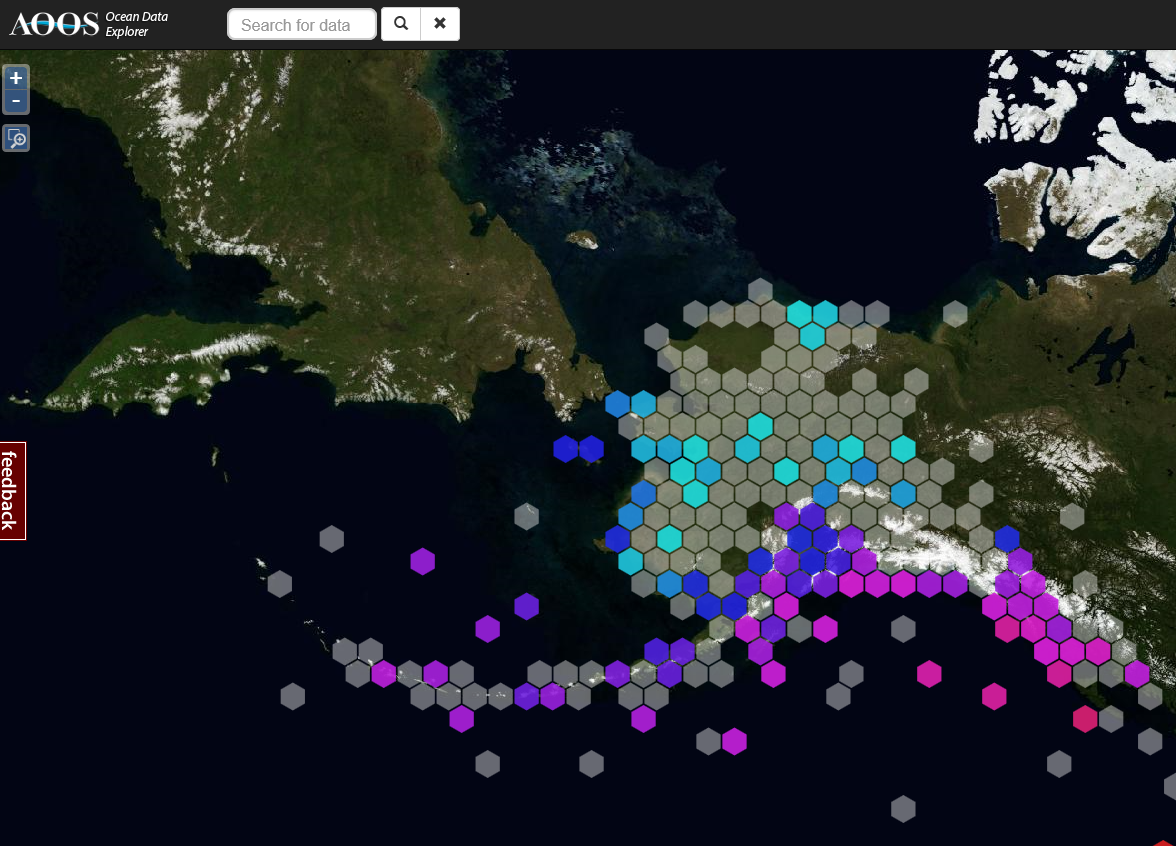 AOOS Ocean Data
Explorer
Search for data
+
-
feedback